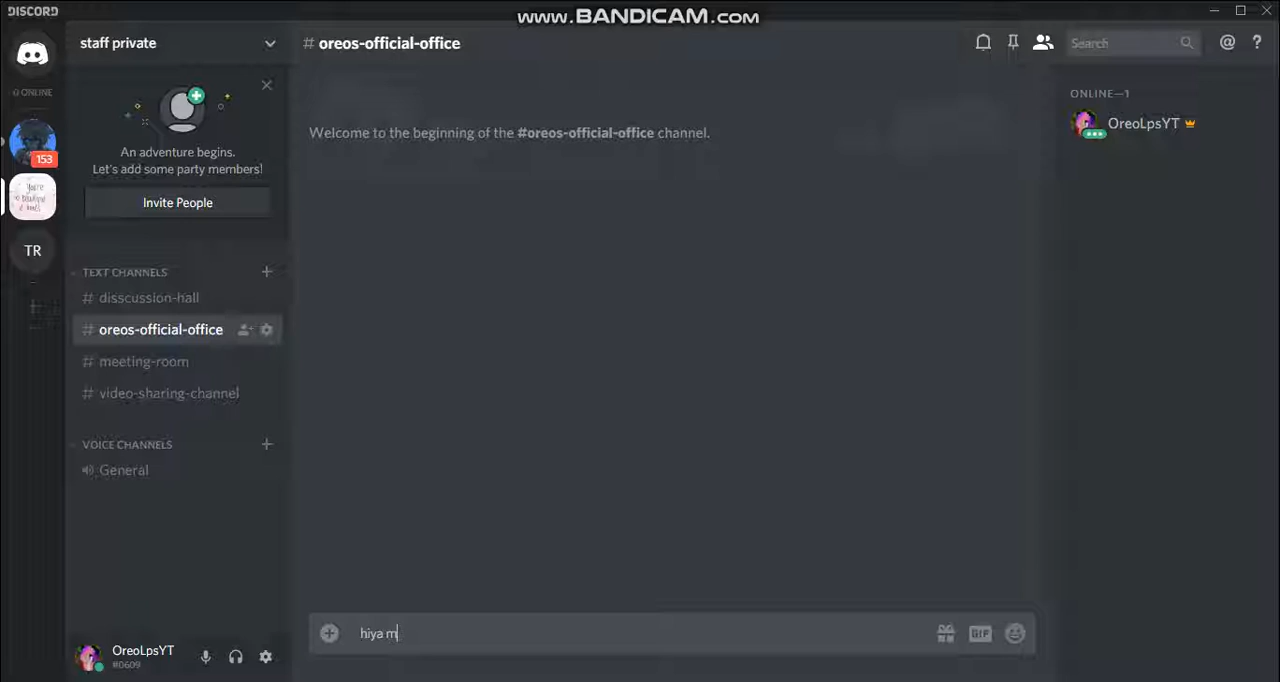 DISCORD
www.BANDICAM.com
staff private
# oreos-official-office
Search
@
?
0 ONLINE
153
TR
An adventure begins.
Let's add some party members!
Invite People
TEXT CHANNELS
# disscussion-hall
# oreos-official-office
# meeting-room
# video-sharing-channel
VOICE CHANNELS
General
OreoLpsYT
#0609
Welcome to the beginning of the #oreos-official-office channel.
hiya m
GIF
ONLINE—1
OreoLpsYT